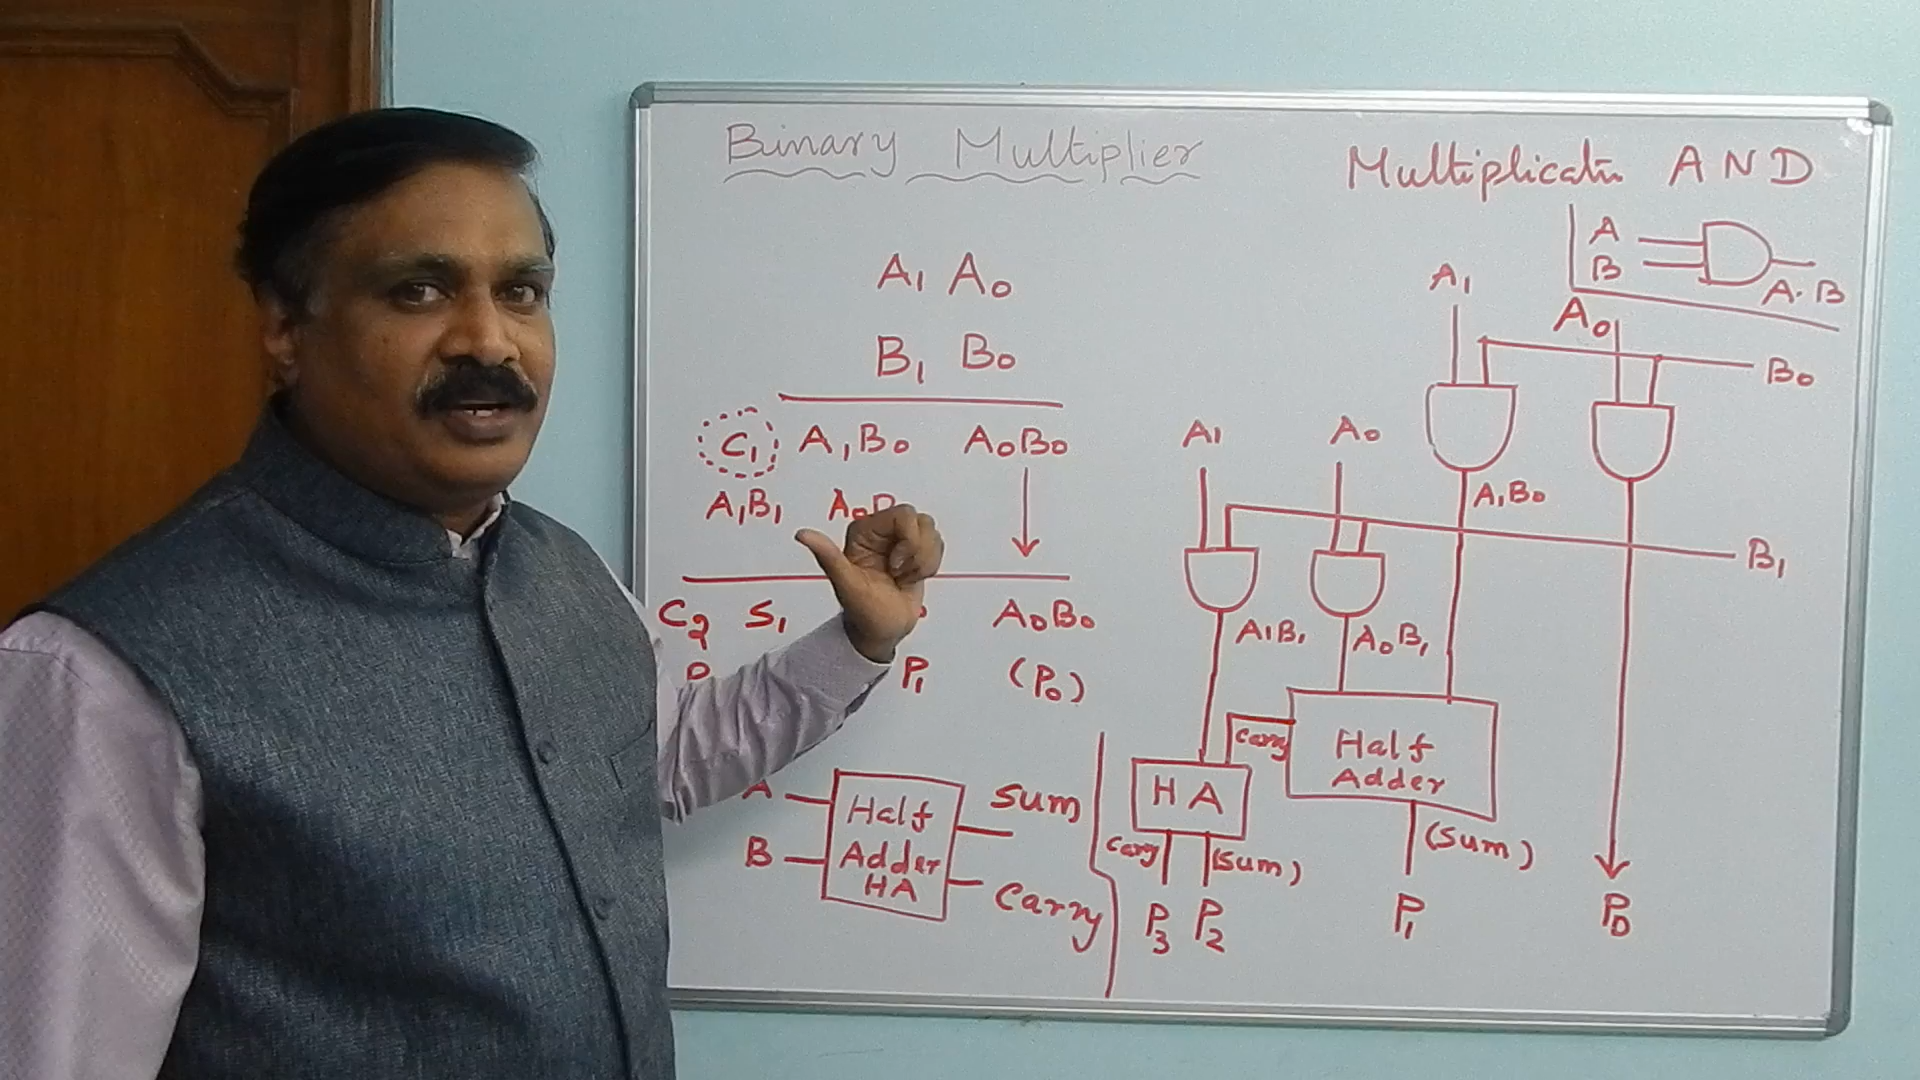 Binary Multiplier
Multiplicatn AND
A
B
A.B
A1 A0
B1 B0
C1 A1B0 A0B0
A1B1
C2 S1 A0B0
P1 (P0)
A
B
Half
Adder
HA
Sum
Carry
A1
A0
B0
A1 A0
A1B0
B1
A1B1 A0B1
Carry
Half
Adder
HA
Carry (Sum)
(Sum)
P3 P2 P1 P0